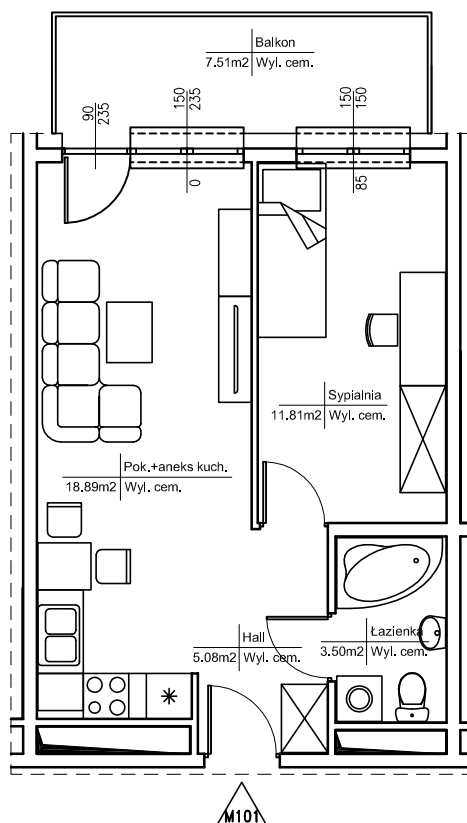 Balkon
7.51m2 Wyl. cem.
90
235
150
235
0
150
150
85
Sypialnia
11.81m2 Wyl. cem.
Pok.+aneks kuch.
18.89m2 Wyl. cem.
Hall
5.08m2 Wyl. cem.
Łazienka
3.50m2 Wyl. cem.
M101